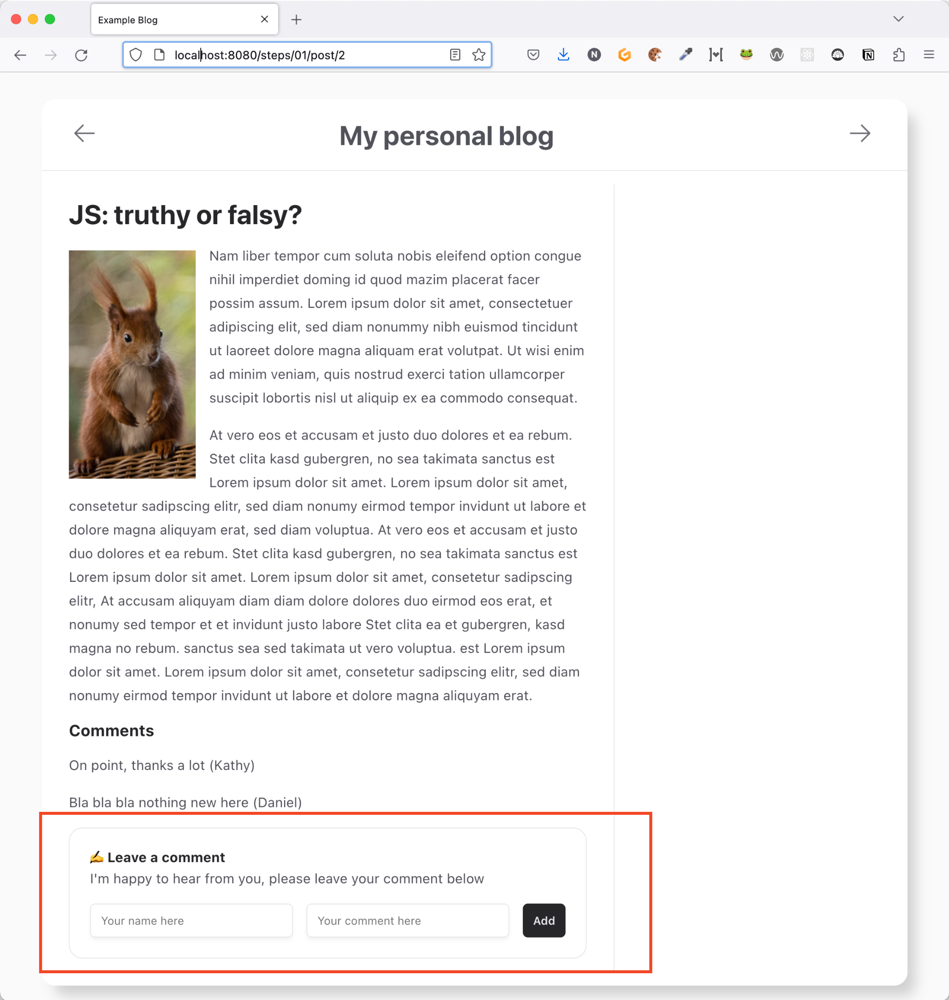 Example Blog
localhost:8080/steps/01/post/2
My personal blog
JS: truthy or falsy?
Nam liber tempor cum soluta nobis eleifend option congue
nihil imperdiet doming id quod mazim placerat facer
possim assum. Lorem ipsum dolor sit amet, consectetuer
adipiscing elit, sed diam nonummy nibh euismod tincidunt
ut laoreet dolore magna aliquam erat volutpat. Ut wisi enim
ad minim veniam, quis nostrud exerci tation ullamcorper
suscipit lobortis nisl ut aliquip ex ea commodo consequat.
At vero eos et accusam et justo duo dolores et ea rebum.
Stet clita kasd gubergren, no sea takimata sanctus est
Lorem ipsum dolor sit amet. Lorem ipsum dolor sit amet,
consetetur sadipscing elitr, sed diam nonumy eirmod tempor invidunt ut labore et
dolore magna aliquyam erat, sed diam voluptua. At vero eos et accusam et justo
duo dolores et ea rebum. Stet clita kasd gubergren, no sea takimata sanctus est
Lorem ipsum dolor sit amet. Lorem ipsum dolor sit amet, consetetur sadipscing
elitr, At accusam aliquyam diam diam dolore dolores duo eirmod eos erat, et
nonumy sed tempor et et invidunt justo labore Stet clita ea et gubergren, kasd
magna no rebum. sanctus sea sed takimata ut vero voluptua. est Lorem ipsum
dolor sit amet. Lorem ipsum dolor sit amet, consetetur sadipscing elitr, sed diam
nonumy eirmod tempor invidunt ut labore et dolore magna aliquyam erat.
Comments
On point, thanks a lot (Kathy)
Bla bla bla nothing new here (Daniel)
✍️ Leave a comment
I'm happy to hear from you, please leave your comment below
Your name here
Your comment here
Add